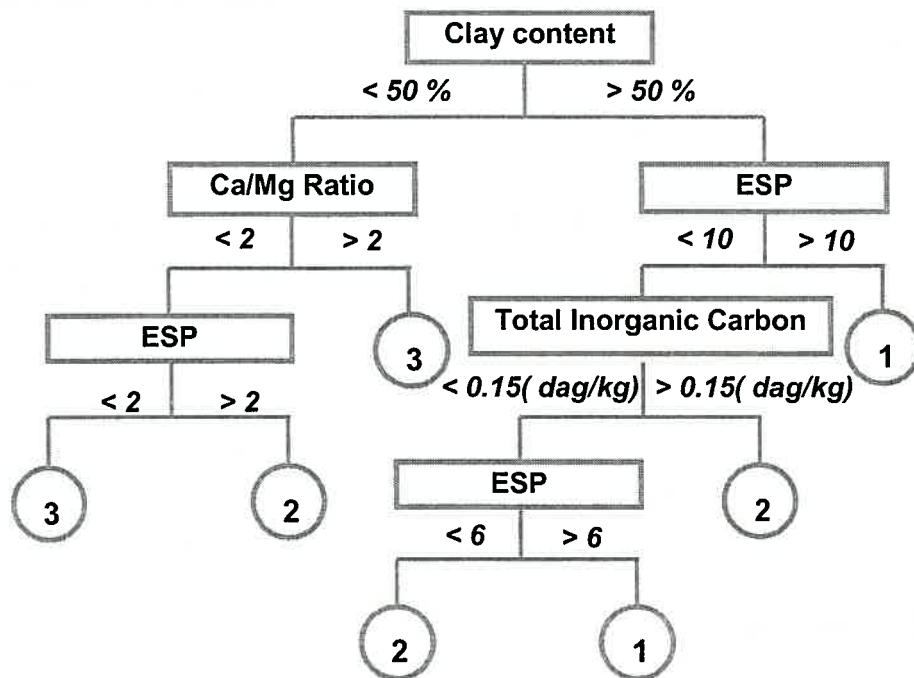 Clay content
< 50 % > 50 %
Ca/Mg Ratio ESP
< 2 > 2 < 10 > 10
ESP 3 Total Inorganic Carbon 1
< 2 > 2 < 0.15( dag/kg) > 0.15( dag/kg)
3 2 ESP 2
< 6 > 6
2 1